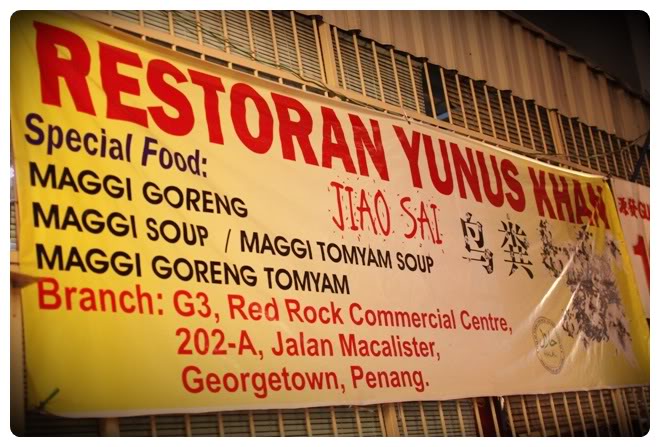 RESTORAN YUNUS KHAN
Special Food:
MAGGI GORENG
JIAO SAI
鸟粪
MAGGI SOUP / MAGGI TOMYAM SOUP
MAGGI GORENG TOMYAM
Branch: G3, Red Rock Commercial Centre,
202-A, Jalan Macalister,
Georgetown, Penang.